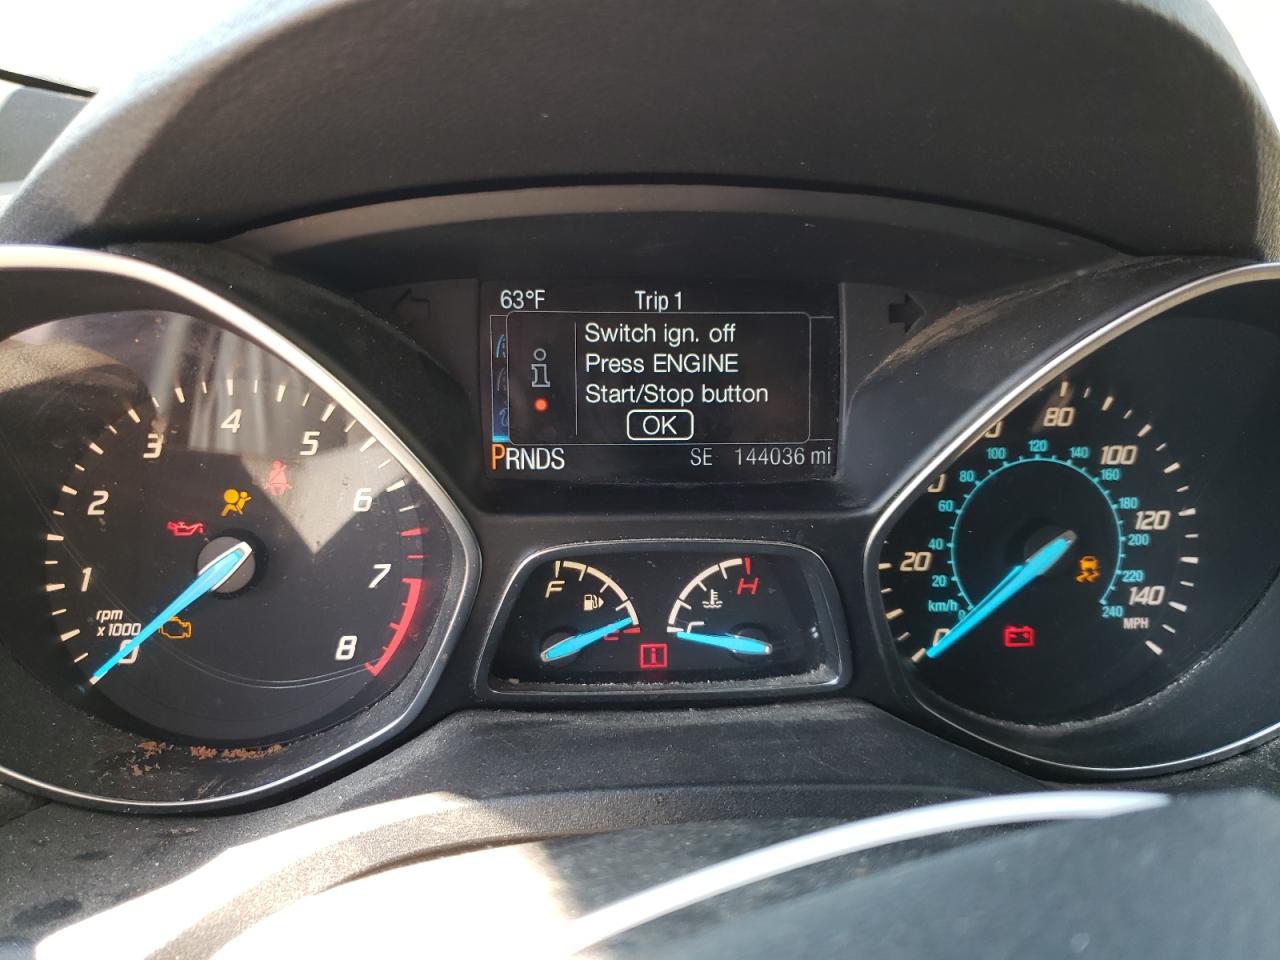 63°F Trip 1
Switch ign. off
Press ENGINE
Start/Stop button
OK
PRNDS SE 144036 mi
0
1
2
3
4
5
6
7
8
rpm
x 1000
F
H
C
i
0
20
80
100
120
140
MPH
km/h
20
40
60
80
100
120
140
160
180
200
220
240